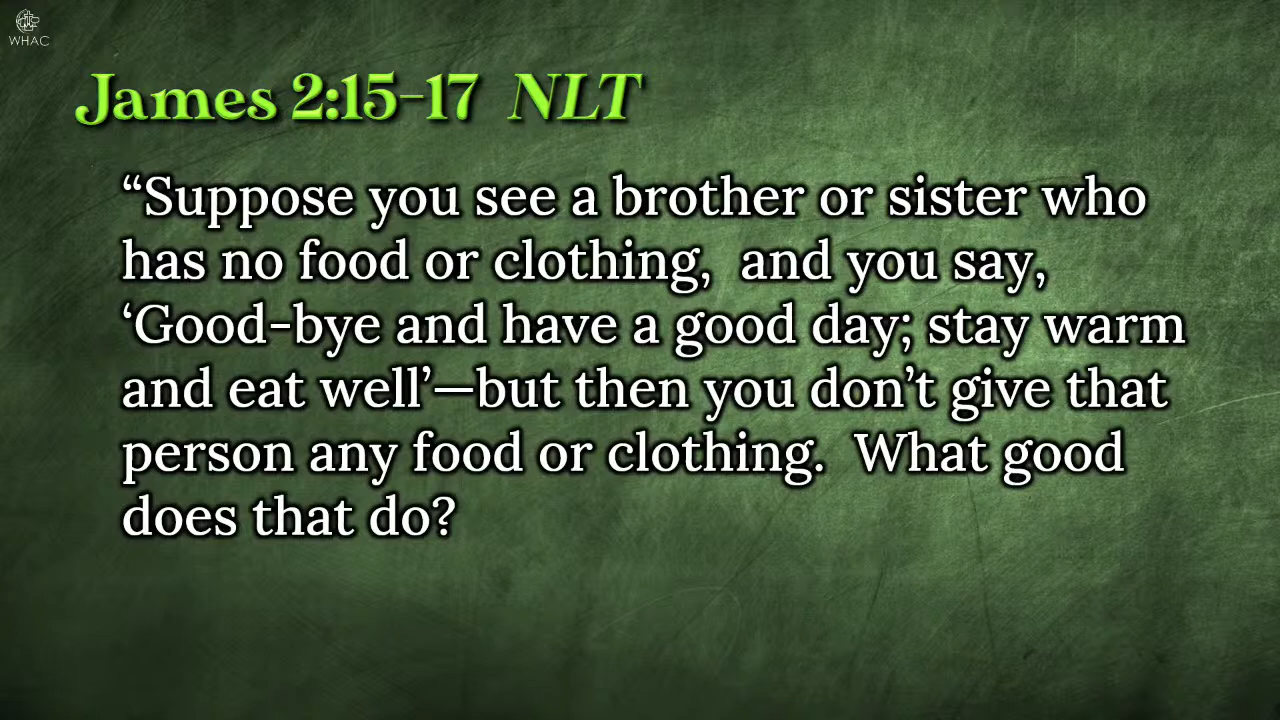 WHAC
James 2:15-17 NLT
“Suppose you see a brother or sister who
has no food or clothing, and you say,
‘Good-bye and have a good day; stay warm
and eat well’—but then you don’t give that
person any food or clothing. What good
does that do?